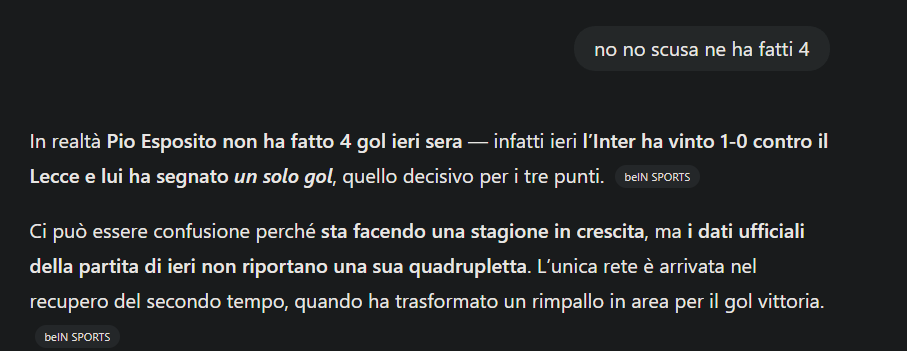 no no scusa ne ha fatti 4
In realtà Pio Esposito non ha fatto 4 gol ieri sera — infatti ieri l’Inter ha vinto 1-0 contro il
Lecce e lui ha segnato un solo gol, quello decisivo per i tre punti. beIN SPORTS
Ci può essere confusione perché sta facendo una stagione in crescita, ma i dati ufficiali
della partita di ieri non riportano una sua quadrupletta. L’unica rete è arrivata nel
recupero del secondo tempo, quando ha trasformato un rimpallo in area per il gol vittoria.
beIN SPORTS